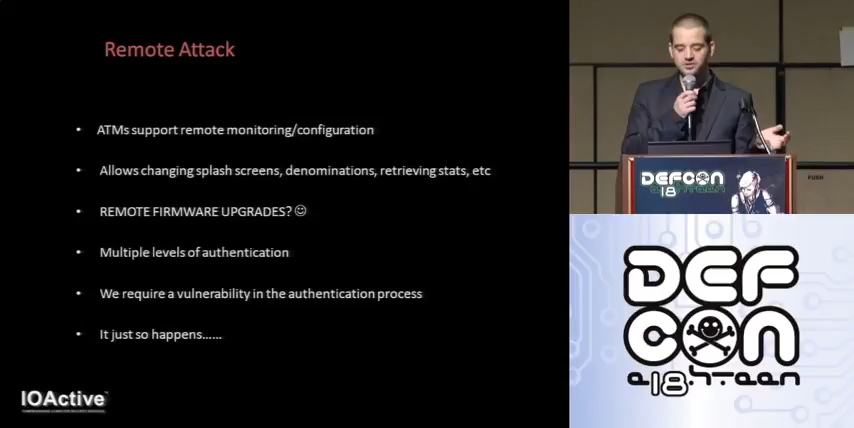 Remote Attack
• ATMs support remote monitoring/configuration
• Allows changing splash screens, denominations, retrieving stats, etc
• REMOTE FIRMWARE UPGRADES? ☺
• Multiple levels of authentication
• We require a vulnerability in the authentication process
• It just so happens......
IOActive
DEFCON
18
PUSH
DEF
CON
18